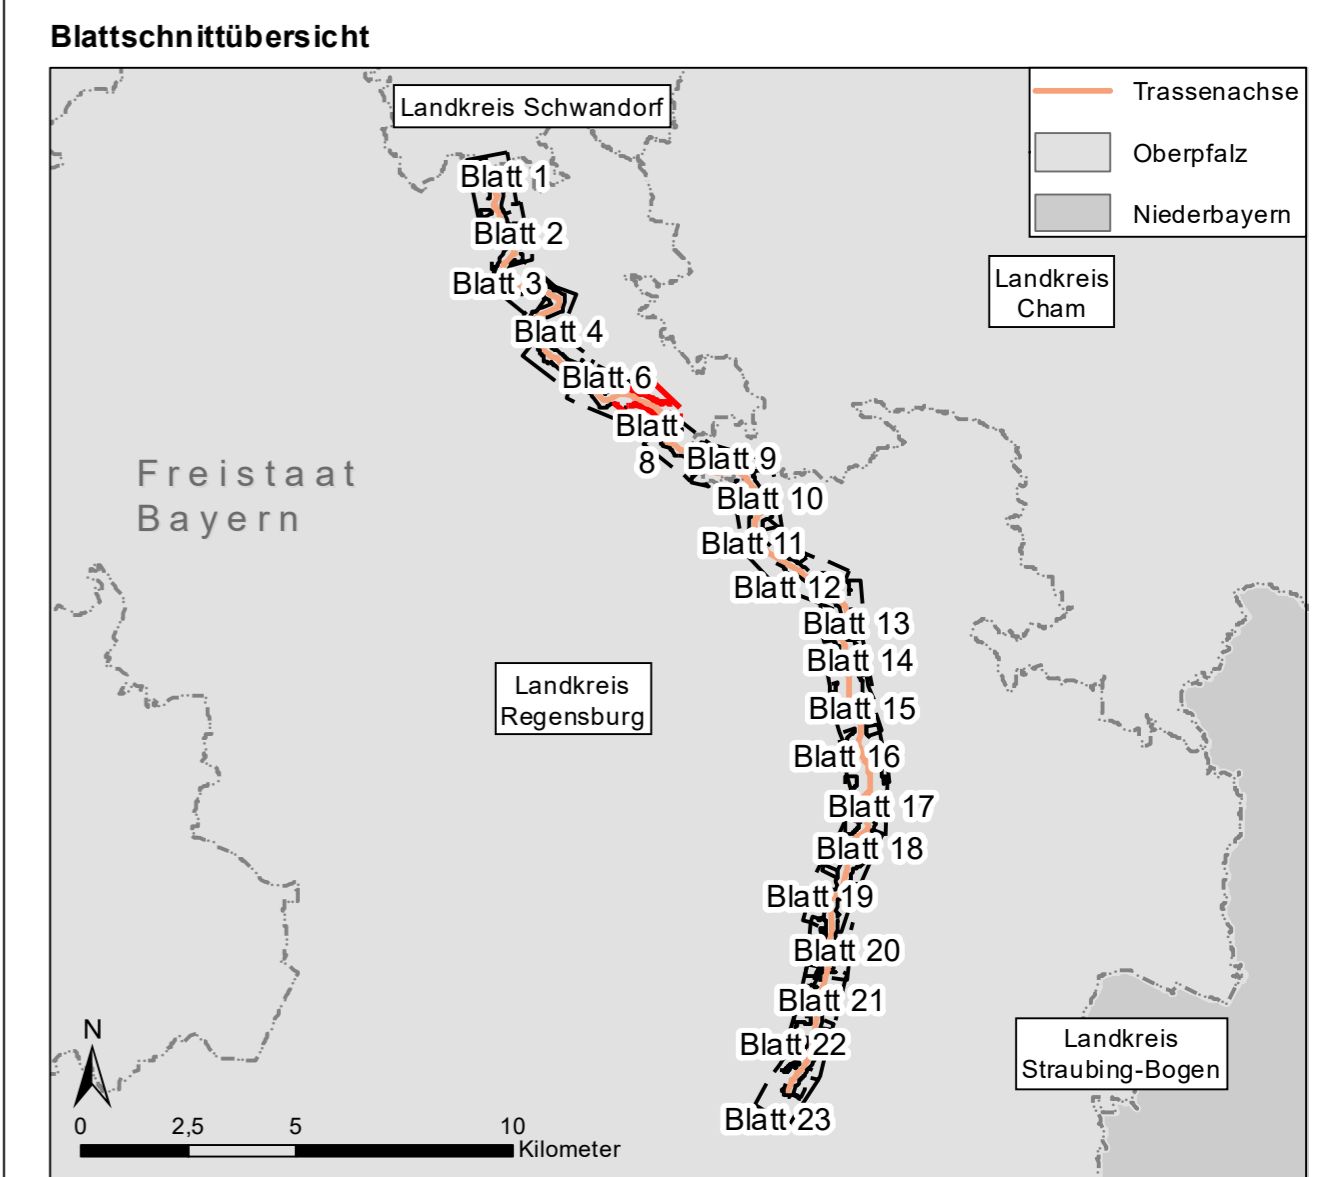 Blattschnittübersicht
Landkreis Schwandorf
Trassenachse
Oberpfalz
Niederbayern
Blatt 1
Blatt 2
Blatt 3
Blatt 4
Blatt 6
Blatt
8
Blatt 9
Blatt 10
Blatt 11
Blatt 12
Blatt 13
Blatt 14
Blatt 15
Blatt 16
Blatt 17
Blatt 18
Blatt 19
Blatt 20
Blatt 21
Blatt 22
Blatt 23
Landkreis
Cham
Freistaat
Bayern
Landkreis
Regensburg
Landkreis
Straubing-Bogen
N
0 2,5 5 10
Kilometer